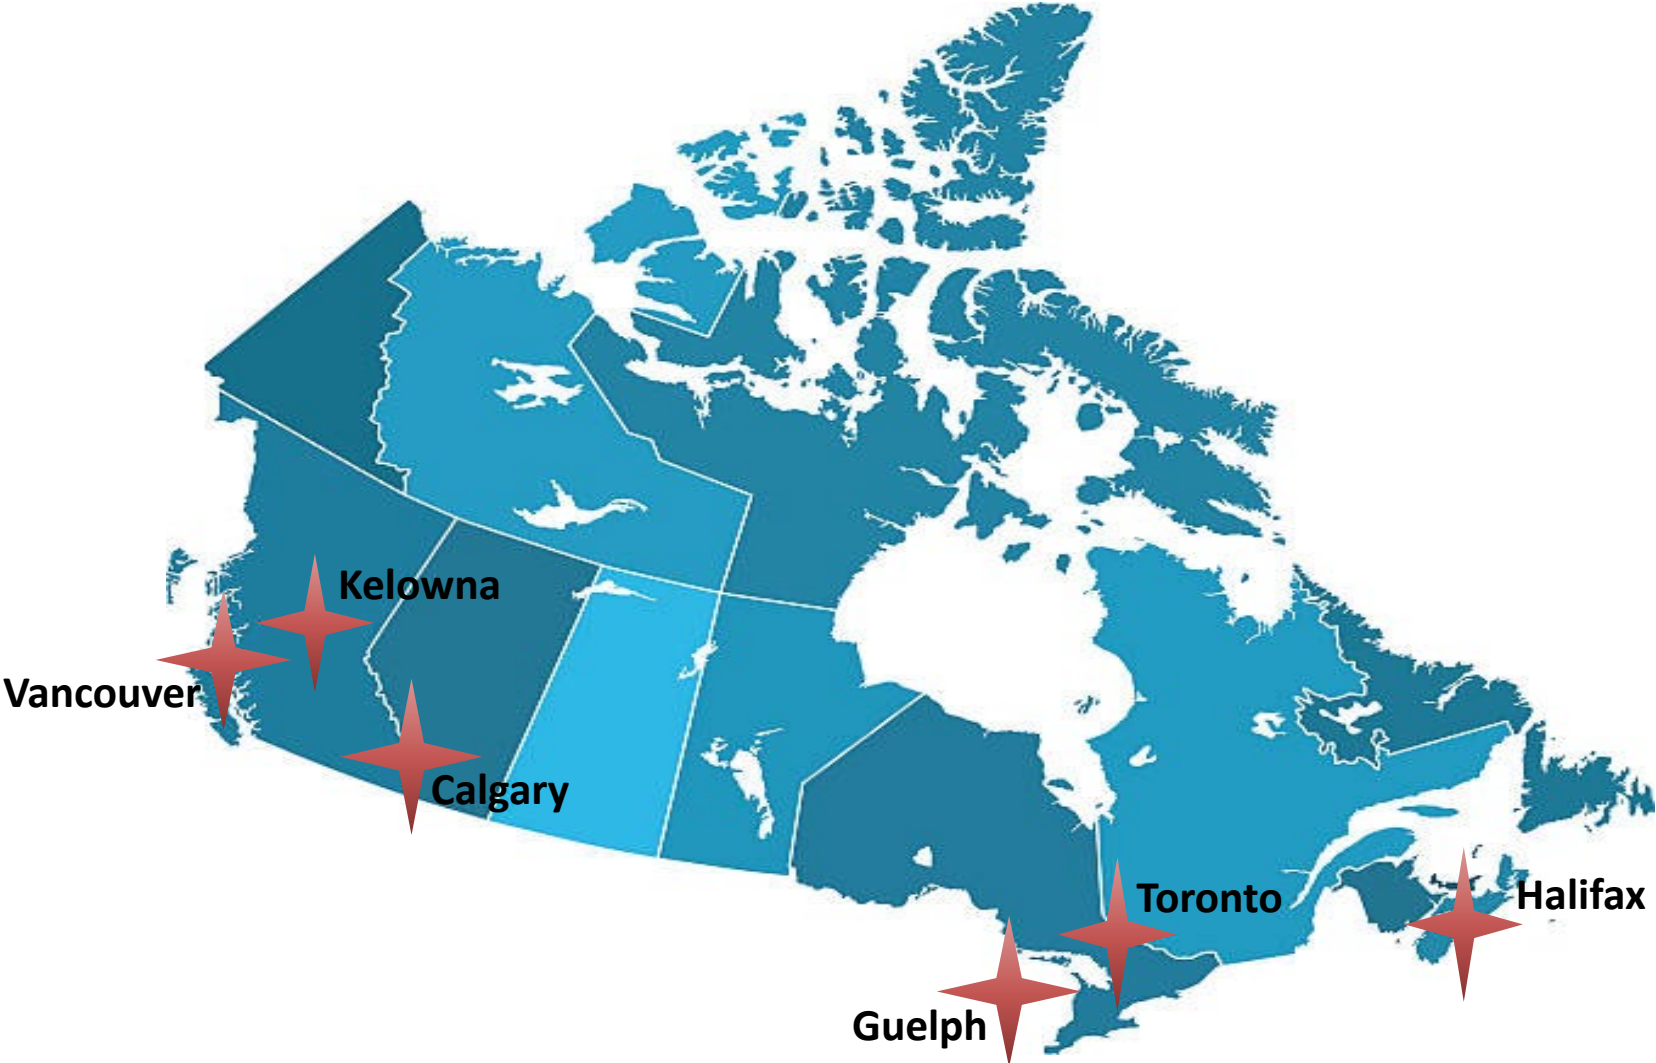 Kelowna
Vancouver
Calgary
Toronto
Halifax
Guelph